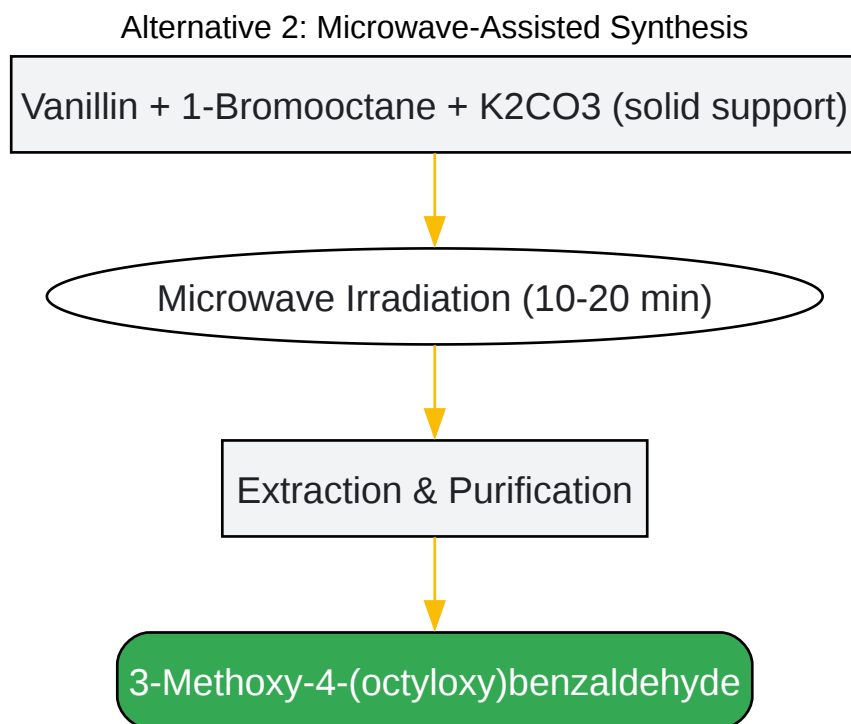 Alternative 2: Microwave-Assisted Synthesis
Vanillin + 1-Bromooctane + K2CO3 (solid support)
Microwave Irradiation (10-20 min)
Extraction & Purification
3-Methoxy-4-(octyloxy)benzaldehyde